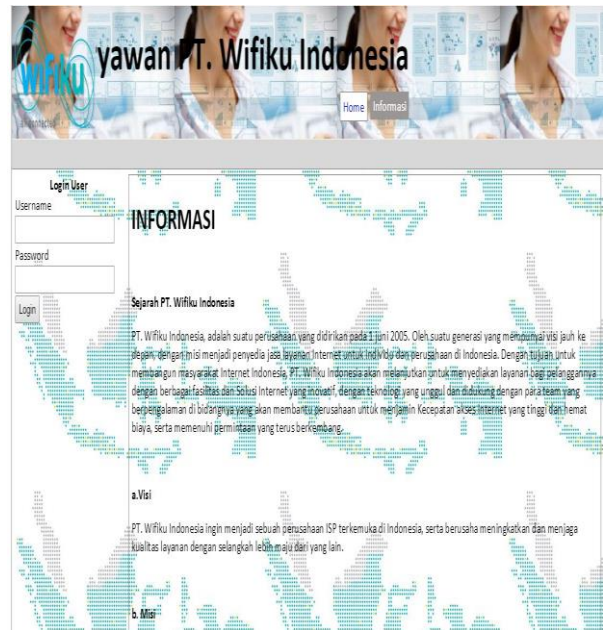 wifiku
yawan PT. Wifiku Indonesia
Home Informasi
Login User
Username
Password
Login
INFORMASI
Sejarah PT. Wifiku Indonesia
PT. Wifiku Indonesia, adalah suatu perusahaan yang didirikan pada 1 juni 2005. Oleh suatu generasi yang mempunyai visi jauh ke
depan, dengan misi menjadi penyedia jasa layanan Internet untuk individu dan perusahaan di Indonesia. Dengan tujuan untuk
membangun masyarakat Internet Indonesia, PT. Wifiku Indonesia akan melanjutkan untuk menyediakan layanan bagi pelanggannya
dengan berbagai fasilitas dan Solusi Internet yang inovatif, dengan teknologi yang unggul dan didukung dengan para team yang
berpengalaman di bidangnya yang akan membantu perusahaan untuk menjamin Kecepatan akses Internet yang tinggi dan hemat
biaya, serta memenuhi permintaan yang terus berkembang.
a.Visi
PT. Wifiku Indonesia ingin menjadi sebuah perusahaan ISP terkemuka di Indonesia, serta berusaha meningkatkan dan menjaga
kualitas layanan dengan selangkah lebih maju dari yang lain.
b. Misi